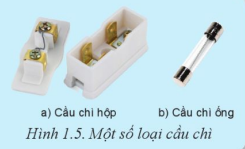 a) Cầu chì hộp
b) Cầu chì ống
Hình 1.5. Một số loại cầu chì